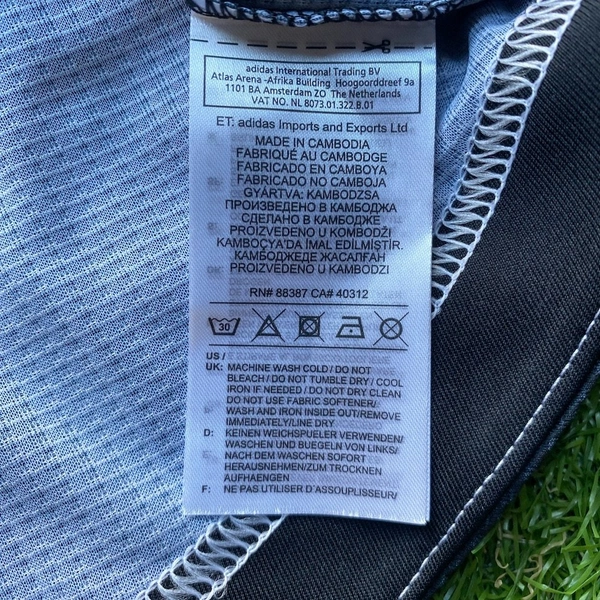 adidas International Trading BV
Atlas Arena -Afrika Building Hoogoorddreef 9a
1101 BA Amsterdam ZO The Netherlands
VAT NO. NL 8073.01.322.B.01
ET: adidas Imports and Exports Ltd
MADE IN CAMBODIA
FABRIQUÉ AU CAMBODGE
FABRICADO EN CAMBOYA
FABRICADO NO CAMBOJA
GYÁRTVA: KAMBODZSA
ПРОИЗВЕДЕНО В КАМБОДЖА
СДЕЛАНО В КАМБОДЖЕ
PROIZVEDENO U KOMBODŽI
KAMBOÇYA'DA İMAL EDİLMİŞTİR.
КАМБОДЖЕДЕ ЖАСАЛҒАН
PROIZVEDENO U KAMBODZI
RN# 88387 CA# 40312
30
US /
UK: MACHINE WASH COLD / DO NOT
BLEACH / DO NOT TUMBLE DRY / COOL
IRON IF NEEDED / DO NOT DRY CLEAN
DO NOT USE FABRIC SOFTENER/
WASH AND IRON INSIDE OUT/REMOVE
IMMEDIATELY/LINE DRY
D: KEINEN WEICHSPUELER VERWENDEN/
WASCHEN UND BUEGELN VON LINKS/
NACH DEM WASCHEN SOFORT
HERAUSNEHMEN/ZUM TROCKNEN
AUFHAENGEN
F: NE PAS UTILISER D'ASSOUPLISEUR/